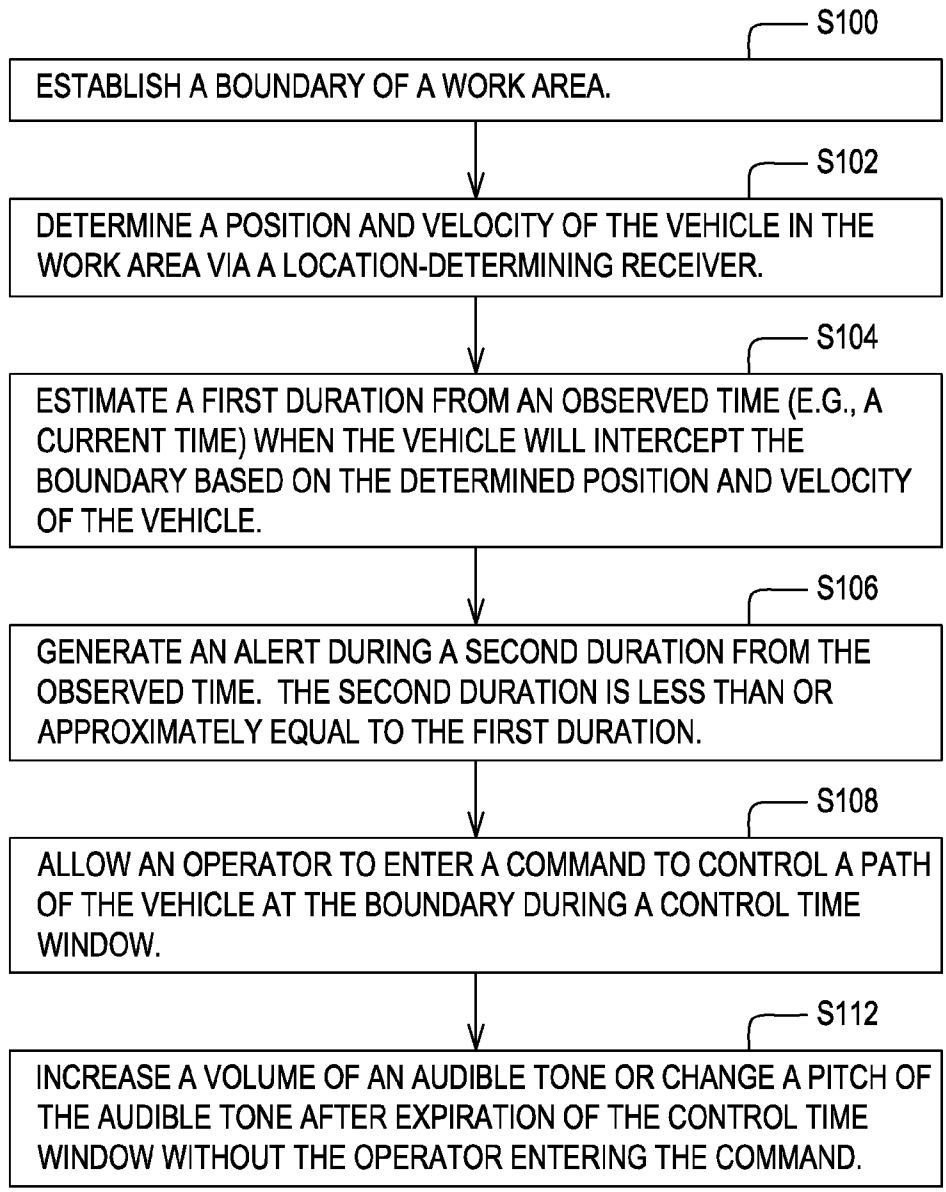 S100
ESTABLISH A BOUNDARY OF A WORK AREA.
S102
DETERMINE A POSITION AND VELOCITY OF THE VEHICLE IN THE
WORK AREA VIA A LOCATION-DETERMINING RECEIVER.
S104
ESTIMATE A FIRST DURATION FROM AN OBSERVED TIME (E.G., A
CURRENT TIME) WHEN THE VEHICLE WILL INTERCEPT THE
BOUNDARY BASED ON THE DETERMINED POSITION AND VELOCITY
OF THE VEHICLE.
S106
GENERATE AN ALERT DURING A SECOND DURATION FROM THE
OBSERVED TIME. THE SECOND DURATION IS LESS THAN OR
APPROXIMATELY EQUAL TO THE FIRST DURATION.
S108
ALLOW AN OPERATOR TO ENTER A COMMAND TO CONTROL A PATH
OF THE VEHICLE AT THE BOUNDARY DURING A CONTROL TIME
WINDOW.
S112
INCREASE A VOLUME OF AN AUDIBLE TONE OR CHANGE A PITCH OF
THE AUDIBLE TONE AFTER EXPIRATION OF THE CONTROL TIME
WINDOW WITHOUT THE OPERATOR ENTERING THE COMMAND.